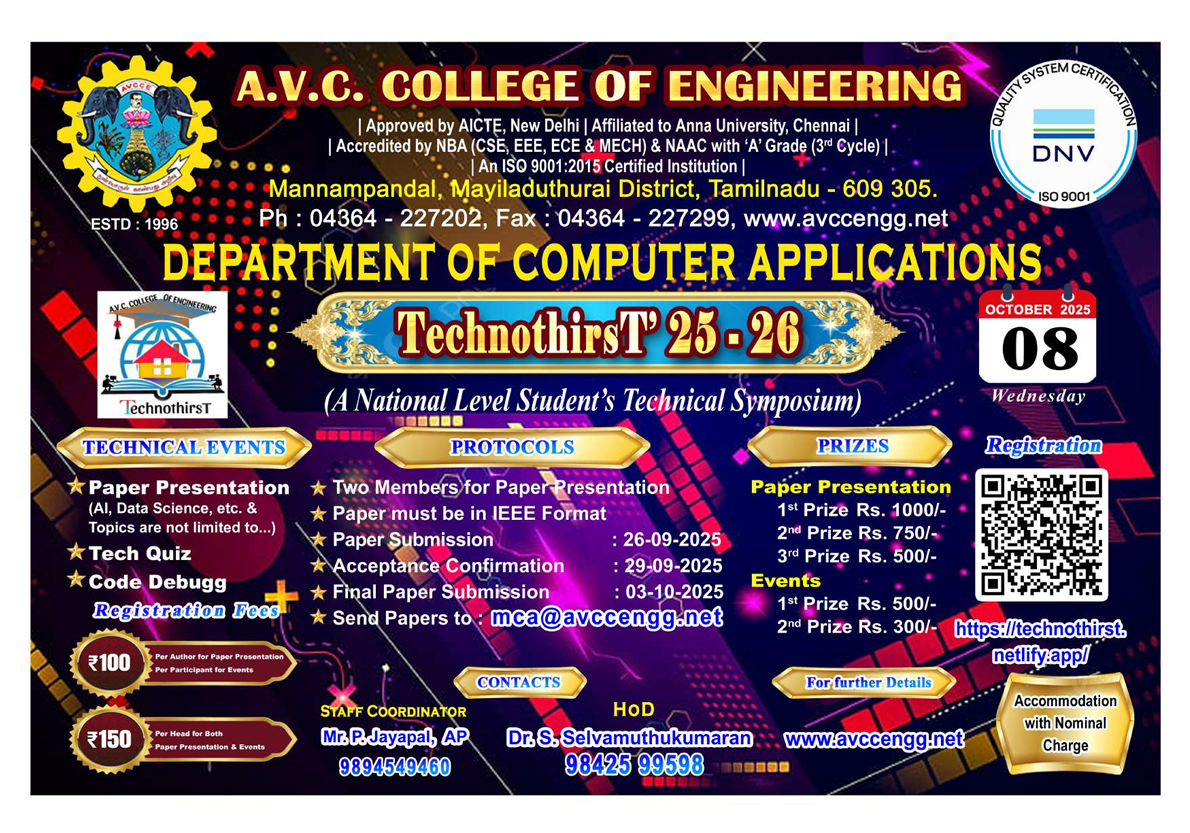 A.V.C. COLLEGE OF ENGINEERING
| Approved by AICTE, New Delhi | Affiliated to Anna University, Chennai |
| Accredited by NBA (CSE, EEE, ECE & MECH) & NAAC with 'A' Grade (3rd Cycle) |
| An ISO 9001:2015 Certified Institution |
Mannampandal, Mayiladuthurai District, Tamilnadu - 609 305.
Ph : 04364 - 227202, Fax : 04364 - 227299, www.avccengg.net
AVCCE
ESTD : 1996
QUALITY SYSTEM CERTIFICATION
DNV
ISO 9001
DEPARTMENT OF COMPUTER APPLICATIONS
A.V.C. COLLEGE OF ENGINEERING
TechnothirsT
TechnothirsT' 25 - 26
(A National Level Student's Technical Symposium)
OCTOBER 2025
08
Wednesday
TECHNICAL EVENTS
Paper Presentation
(AI, Data Science, etc. &
Topics are not limited to...)
Tech Quiz
Code Debugg
Registration Fees
₹100
Per Author for Paper Presentation
Per Participant for Events
₹150
Per Head for Both
Paper Presentation & Events
PROTOCOLS
Two Members for Paper Presentation
Paper must be in IEEE Format
Paper Submission : 26-09-2025
Acceptance Confirmation : 29-09-2025
Final Paper Submission : 03-10-2025
Send Papers to : mca@avccengg.net
PRIZES
Paper Presentation
1st Prize Rs. 1000/-
2nd Prize Rs. 750/-
3rd Prize Rs. 500/-
Events
1st Prize Rs. 500/-
2nd Prize Rs. 300/-
Registration
https://technothirst.
netlify.app/
CONTACTS
STAFF COORDINATOR
Mr. P. Jayapal, AP
9894549460
HOD
Dr. S. Selvamuthukumaran
98425 99598
For further Details
www.avccengg.net
Accommodation
with Nominal
Charge